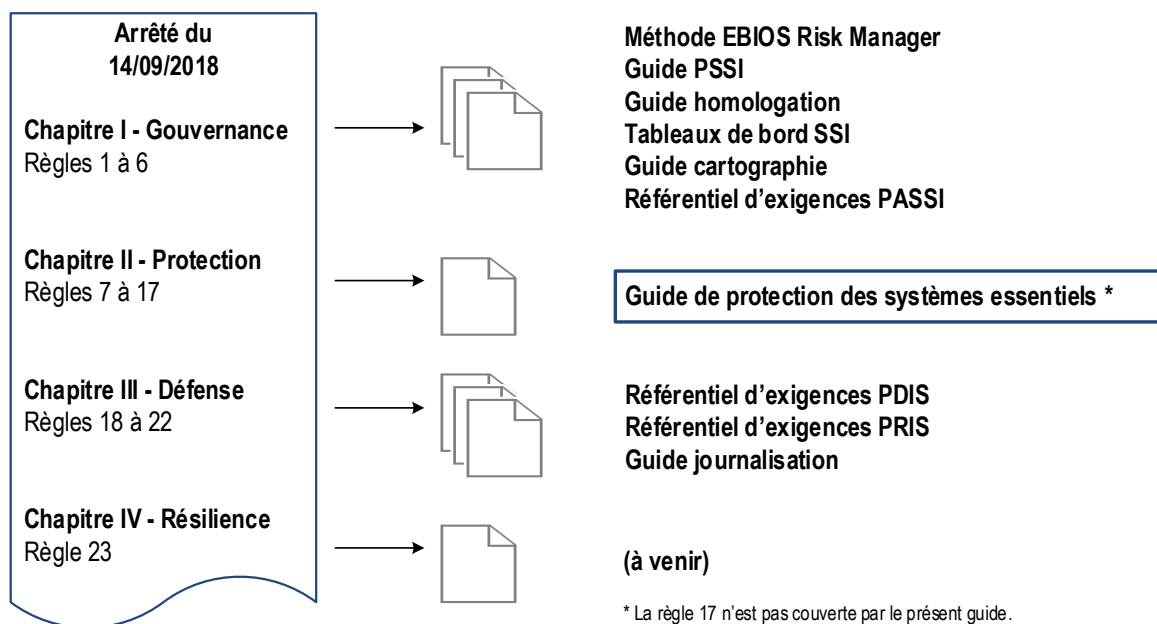 Arrêté du
14/09/2018
Chapitre I - Gouvernance
Règles 1 à 6
Méthode EBIOS Risk Manager
Guide PSSI
Guide homologation
Tableaux de bord SSI
Guide cartographie
Référentiel d'exigences PASSI
Chapitre II - Protection
Règles 7 à 17
Guide de protection des systèmes essentiels *
Chapitre III - Défense
Règles 18 à 22
Référentiel d'exigences PDIS
Référentiel d'exigences PRIS
Guide journalisation
Chapitre IV - Résilience
Règle 23
(à venir)
* La règle 17 n'est pas couverte par le présent guide.